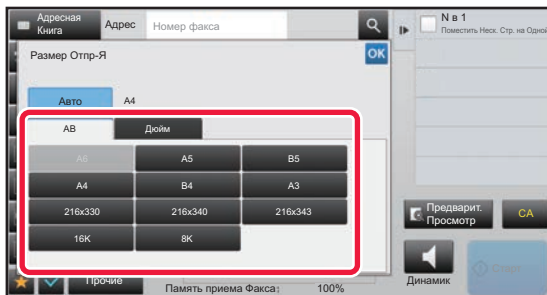 Адресная
Книга
Адрес
Номер факса
N в 1
Поместить Неск. Стр. на Одной
Размер Отпр-Я
OK
Авто
A4
AB
Дюйм
A6
A5
B5
A4
B4
A3
216x330
216x340
216x343
16K
8K
Предварит.
Просмотр
CA
Прочие
Память приема Факса:
100%
Динамик
Старт